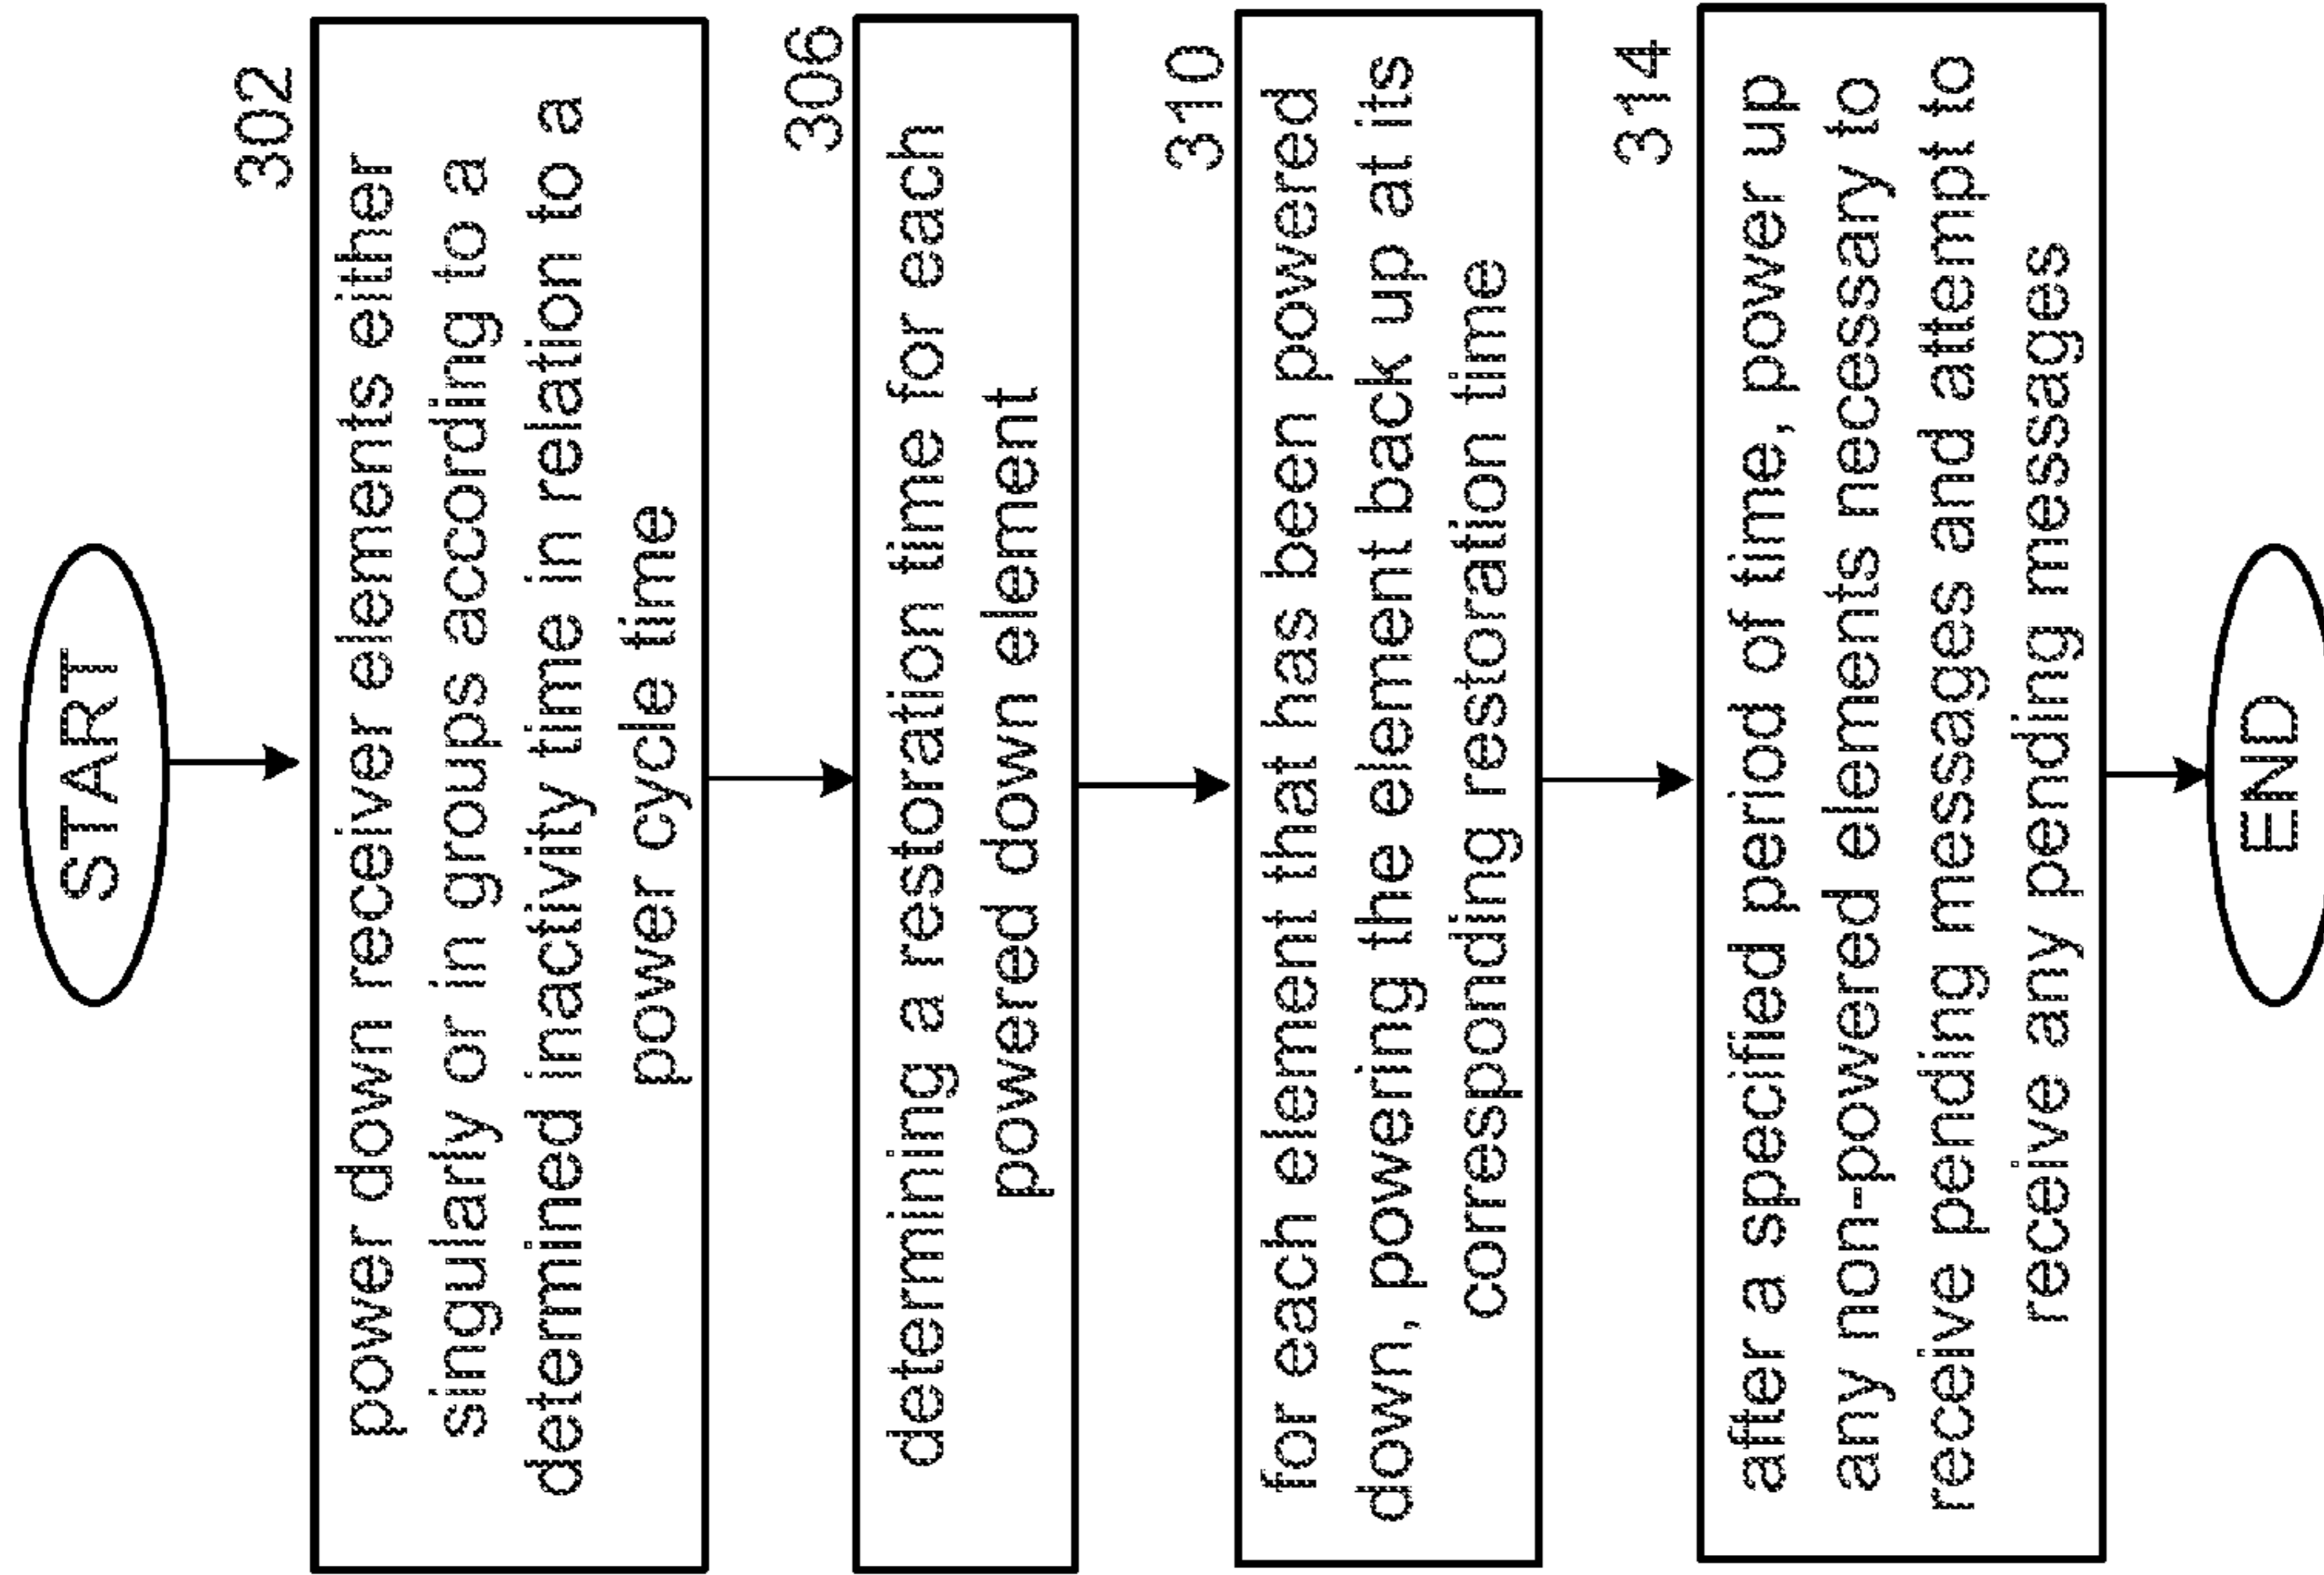 START
302
power down receiver elements either
singularly or in groups according to a
determined inactivity time in relation to a
power cycle time
306
determining a restoration time for each
powered down element
310
for each element that has been powered
down, powering the element back up at its
corresponding restoration time
314
after a specified period of time, power up
any non-powered elements necessary to
receive pending messages and attempt to
receive any pending messages
END